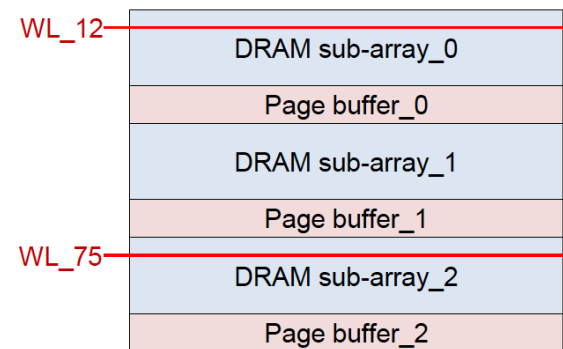 WL_12
DRAM sub-array_0
Page buffer_0
DRAM sub-array_1
Page buffer_1
WL_75
DRAM sub-array_2
Page buffer_2